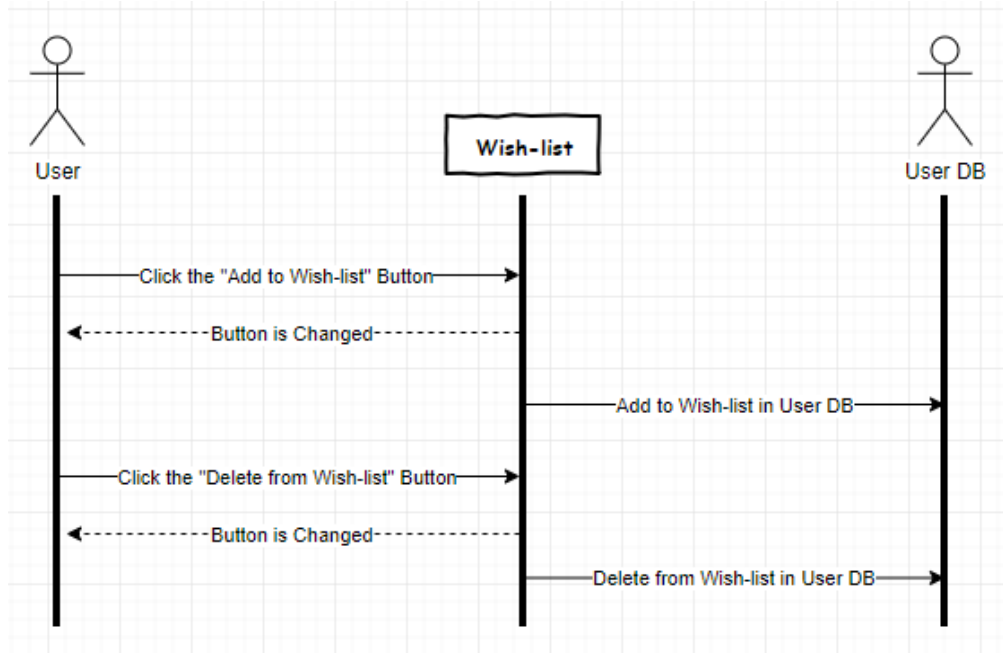 User
Wish-list
User DB
Click the "Add to Wish-list" Button
Button is Changed
Add to Wish-list in User DB
Click the "Delete from Wish-list" Button
Button is Changed
Delete from Wish-list in User DB